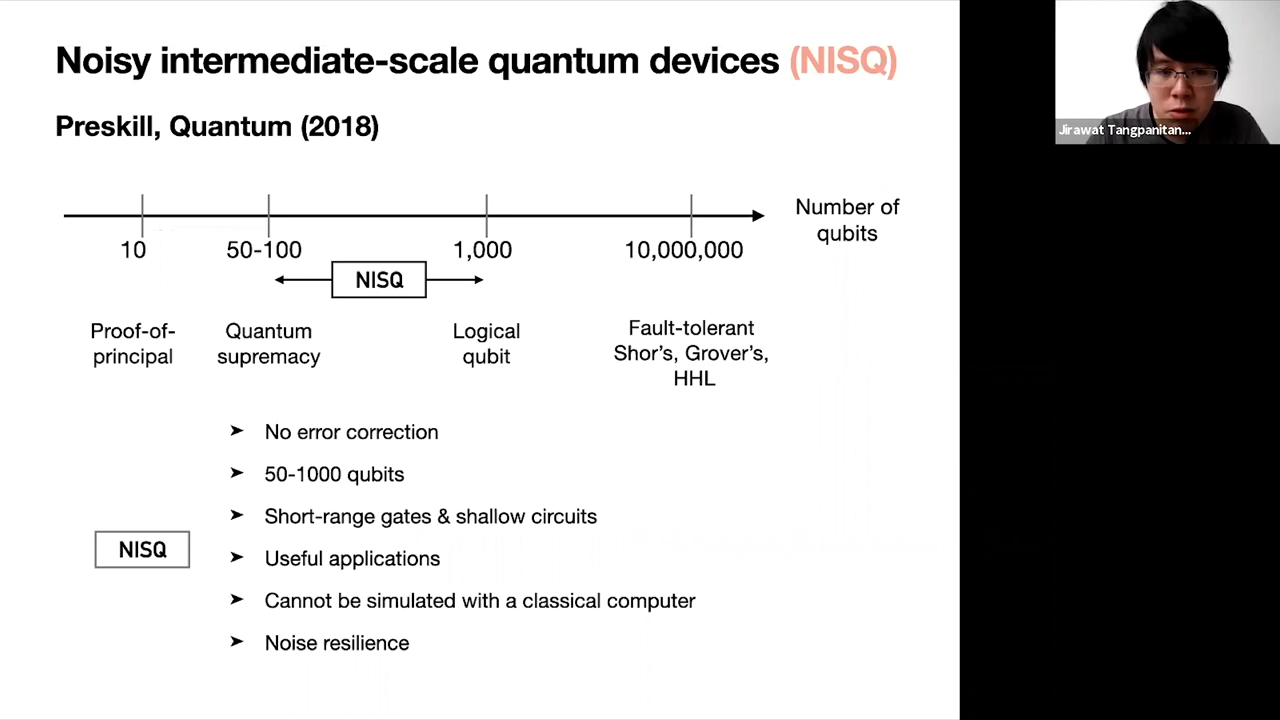 Noisy intermediate-scale quantum devices (NISQ)
Preskill, Quantum (2018)
Jirawat Tangpanitan...
Number of
qubits
10
50-100
1,000
10,000,000
NISQ
Proof-of-
principal
Quantum
supremacy
Logical
qubit
Fault-tolerant
Shor's, Grover's,
HHL
NISQ
➤ No error correction
➤ 50-1000 qubits
➤ Short-range gates & shallow circuits
➤ Useful applications
➤ Cannot be simulated with a classical computer
➤ Noise resilience